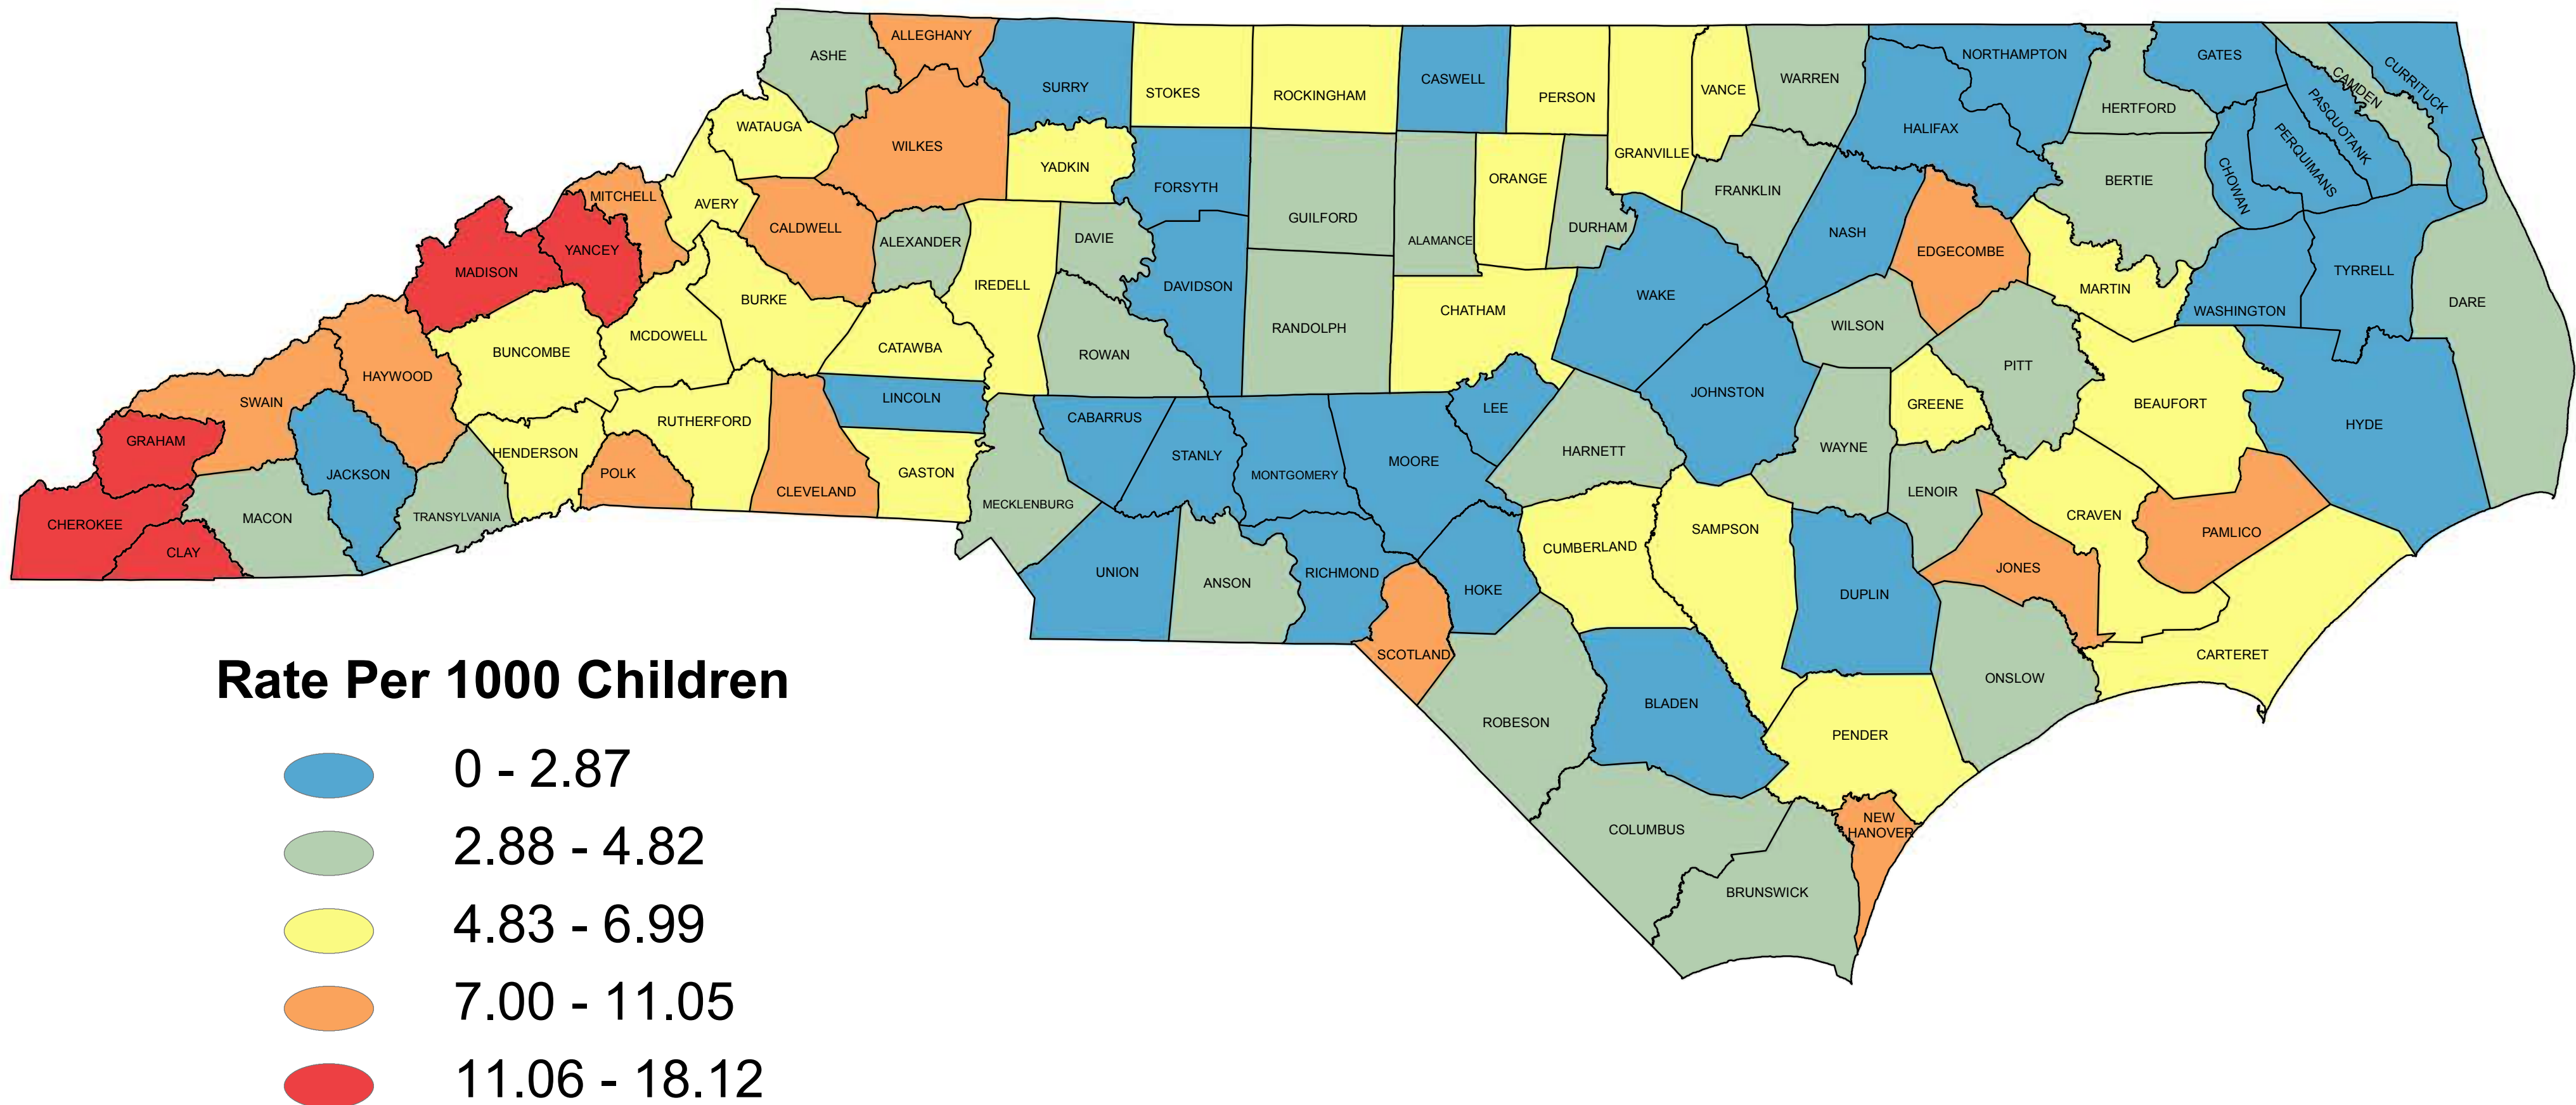 ALLEGHANY
ASHE
SURRY
STOKES
ROCKINGHAM
CASWELL
PERSON
VANCE
WARREN
NORTHAMPTON
GATES
CAMDEN
CURRITUCK
HERTFORD
PASQUOTANK
WATAUGA
WILKES
YADKIN
FORSYTH
GRANVILLE
HALIFAX
PERQUIMANS
CHOWAN
MITCHELL
AVERY
CALDWELL
ALEXANDER
DAVIE
GUILFORD
ALAMANCE
ORANGE
DURHAM
FRANKLIN
NASH
EDGECOMBE
BERTIE
MADISON
YANCEY
BURKE
IREDELL
DAVIDSON
RANDOLPH
CHATHAM
WAKE
WILSON
MARTIN
WASHINGTON
TYRRELL
DARE
BUNCOMBE
MCDOWELL
CATAWBA
ROWAN
PITT
HAYWOOD
SWAIN
LINCOLN
CABARRUS
LEE
JOHNSTON
GREENE
BEAUFORT
HYDE
GRAHAM
JACKSON
HENDERSON
RUTHERFORD
POLK
CLEVELAND
GASTON
STANLY
MONTGOMERY
MOORE
HARNETT
WAYNE
LENOIR
CHEROKEE
CLAY
MACON
TRANSYLVANIA
MECKLENBURG
CUMBERLAND
SAMPSON
CRAVEN
PAMLICO
UNION
ANSON
RICHMOND
HOKE
DUPLIN
JONES
SCOTLAND
CARTERET
ROBESON
BLADEN
ONSLOW
PENDER
COLUMBUS
NEW
HANOVER
BRUNSWICK
Rate Per 1000 Children
0 - 2.87
2.88 - 4.82
4.83 - 6.99
7.00 - 11.05
11.06 - 18.12